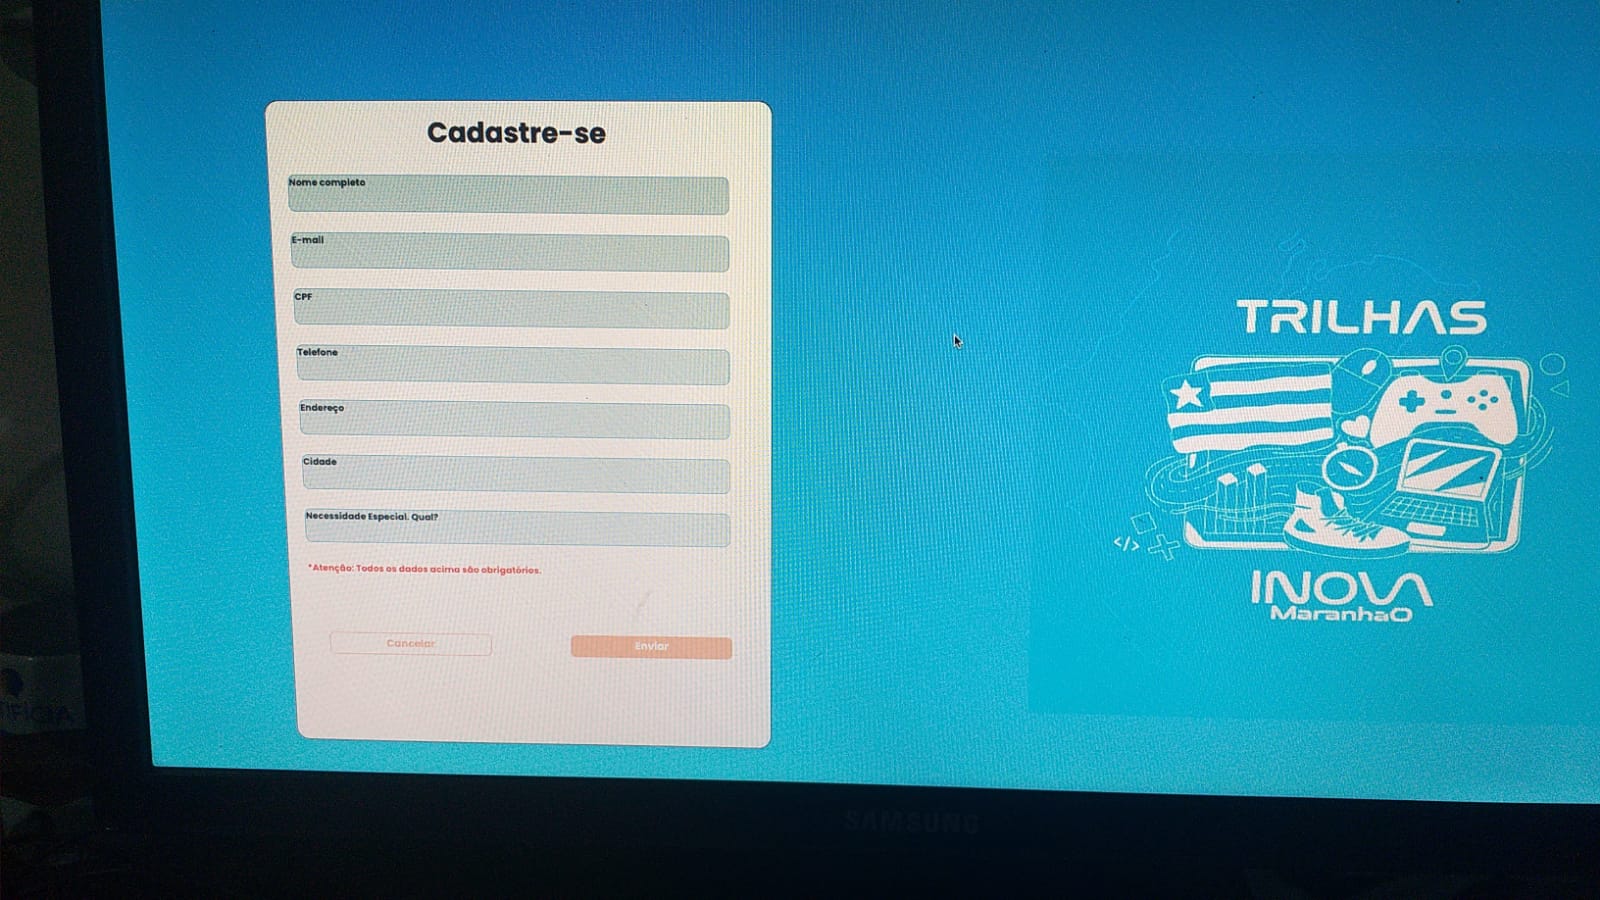 Cadastre-se
Nome completo
E-mail
CPF
Telefone
Endereço
Cidade
Necessidade Especial. Qual?
*Atenção: Todos os dados acima são obrigatórios.
Cancelar
Enviar
TRILHAS
</>
INOVA
MaranhaO
SAMSUNG